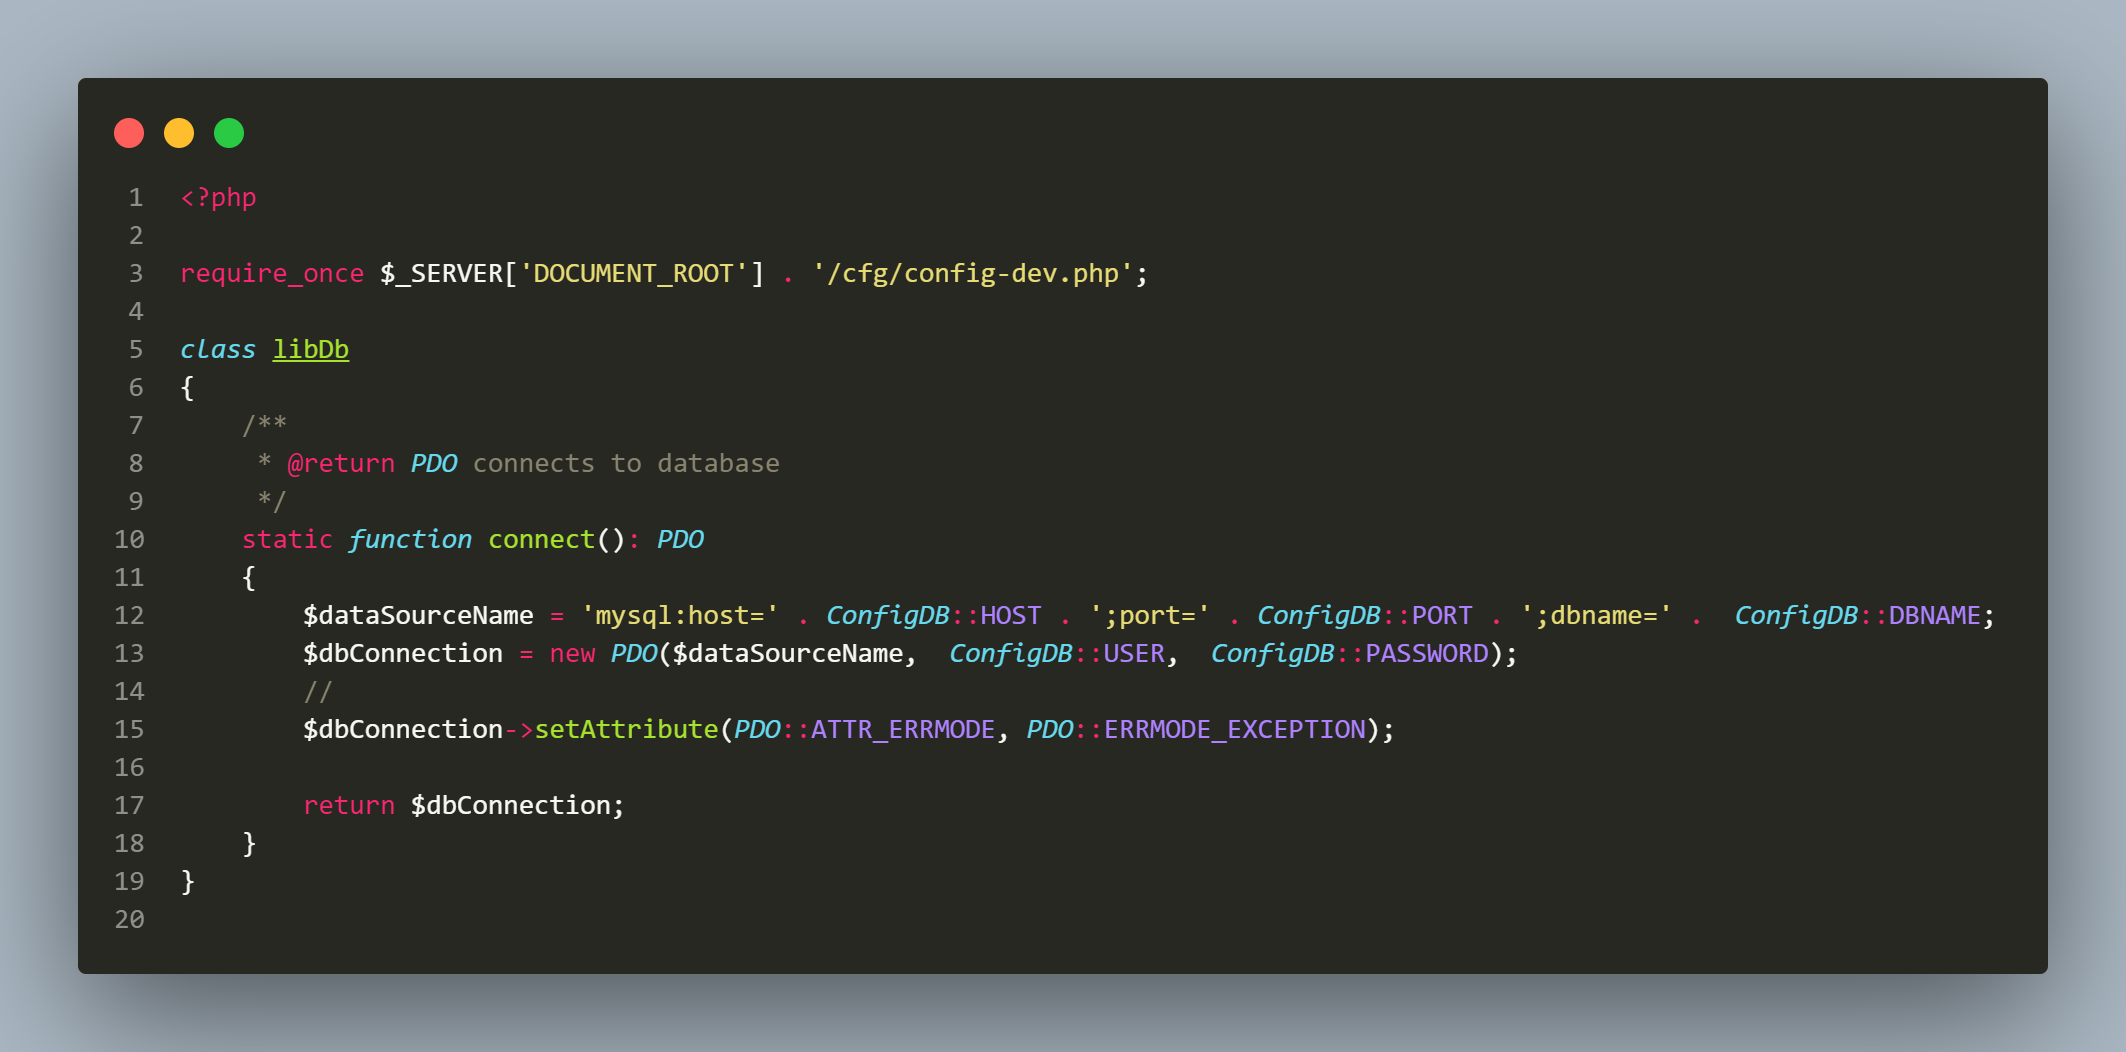 1 <?php
2
3 require_once $_SERVER['DOCUMENT_ROOT'] . '/cfg/config-dev.php';
4
5 class libDb
6 {
7     /**
8      * @return PDO connects to database
9      */
10     static function connect(): PDO
11     {
12         $dataSourceName = 'mysql:host=' . ConfigDB::HOST . ';port=' . ConfigDB::PORT . ';dbname=' .  ConfigDB::DBNAME;
13         $dbConnection = new PDO($dataSourceName,  ConfigDB::USER,  ConfigDB::PASSWORD);
14         //
15         $dbConnection->setAttribute(PDO::ATTR_ERRMODE, PDO::ERRMODE_EXCEPTION);
16
17         return $dbConnection;
18     }
19 }
20